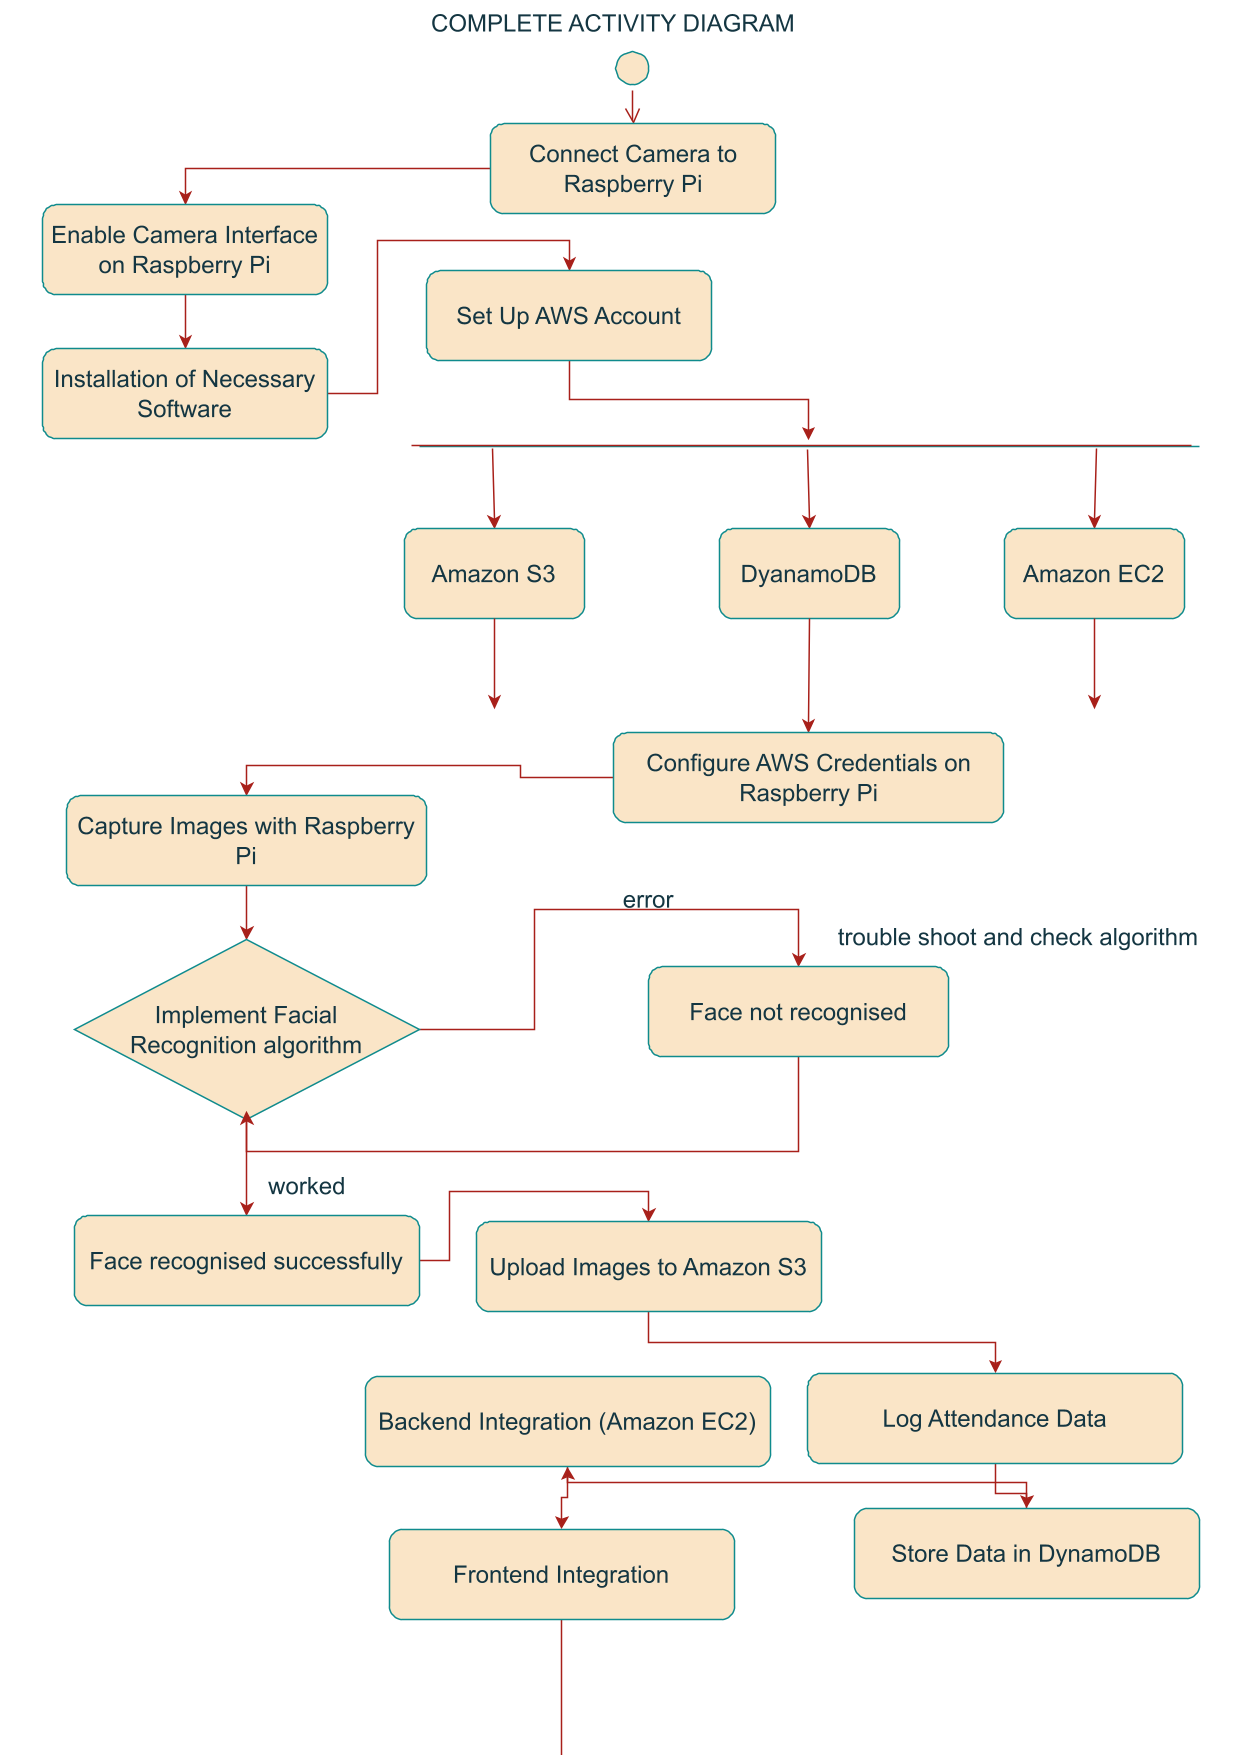 COMPLETE ACTIVITY DIAGRAM
Connect Camera to
Raspberry Pi
Enable Camera Interface
on Raspberry Pi
Set Up AWS Account
Installation of Necessary
Software
Amazon S3
DyanamoDB
Amazon EC2
Configure AWS Credentials on
Raspberry Pi
Capture Images with Raspberry
Pi
error
trouble shoot and check algorithm
Implement Facial
Recognition algorithm
Face not recognised
worked
Face recognised successfully
Upload Images to Amazon S3
Backend Integration (Amazon EC2)
Log Attendance Data
Frontend Integration
Store Data in DynamoDB